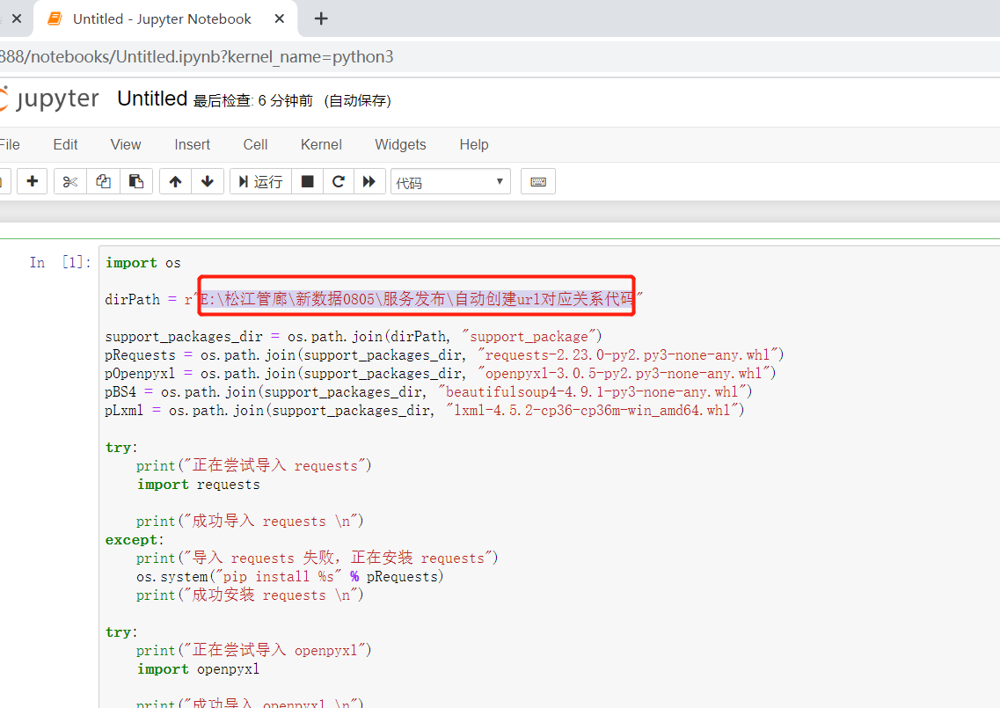 Untitled - Jupyter Notebook
888/notebooks/Untitled.ipynb?kernel_name=python3
jupyter Untitled 最后检查: 6 分钟前 (自动保存)
File Edit View Insert Cell Kernel Widgets Help
运行 代码
In [1]:
import os
dirPath = r"E:\松江管廊\新数据0805\服务发布\自动创建url对应关系代码"
support_packages_dir = os.path.join(dirPath, "support_package")
pRequests = os.path.join(support_packages_dir, "requests-2.23.0-py2.py3-none-any.whl")
pOpenpyxl = os.path.join(support_packages_dir, "openpyxl-3.0.5-py2.py3-none-any.whl")
pBS4 = os.path.join(support_packages_dir, "beautifulsoup4-4.9.1-py3-none-any.whl")
pLxml = os.path.join(support_packages_dir, "lxml-4.5.2-cp36-cp36m-win_amd64.whl")
try:
    print("正在尝试导入 requests")
    import requests
    print("成功导入 requests \n")
except:
    print("导入 requests 失败，正在安装 requests")
    os.system("pip install %s" % pRequests)
    print("成功安装 requests \n")
try:
    print("正在尝试导入 openpyxl")
    import openpyxl
    print("成功导入 openpyxl \n")